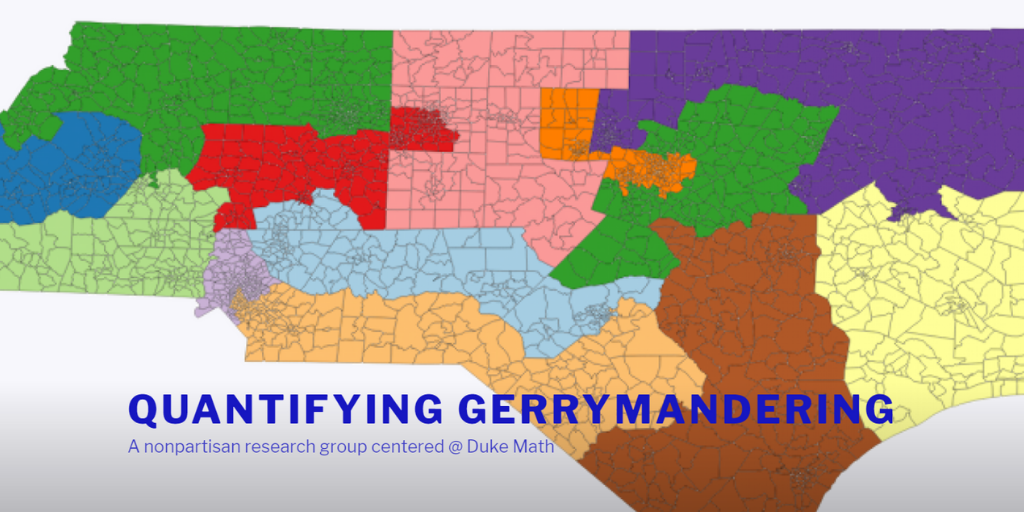 QUANTIFYING GERRYMANDERING
A nonpartisan research group centered @ Duke Math